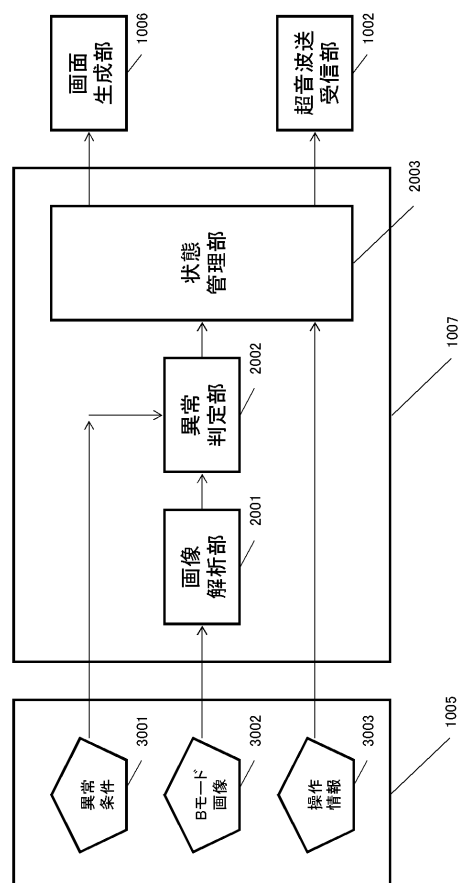 画面
生成部
1006
超音波送
受信部
1002
状態
管理部
2003
異常
判定部
2002
画像
解析部
2001
1007
異常
条件
3001
Bモード
画像
3002
操作
情報
3003
1005